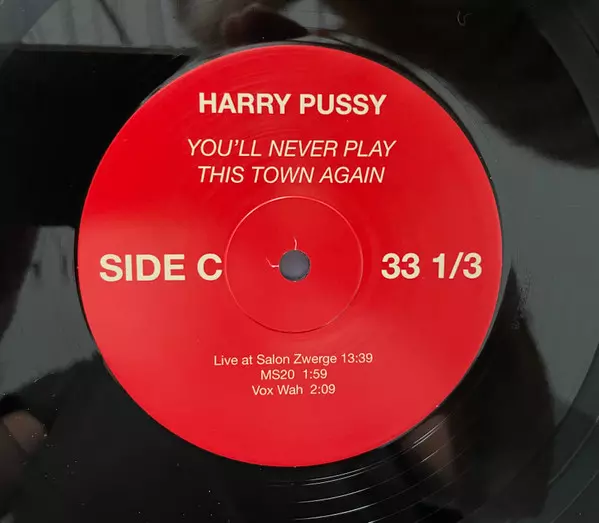 HARRY PUSSY
YOU'LL NEVER PLAY
THIS TOWN AGAIN
SIDE C
33 1/3
Live at Salon Zwerge 13:39
MS20 1:59
Vox Wah 2:09